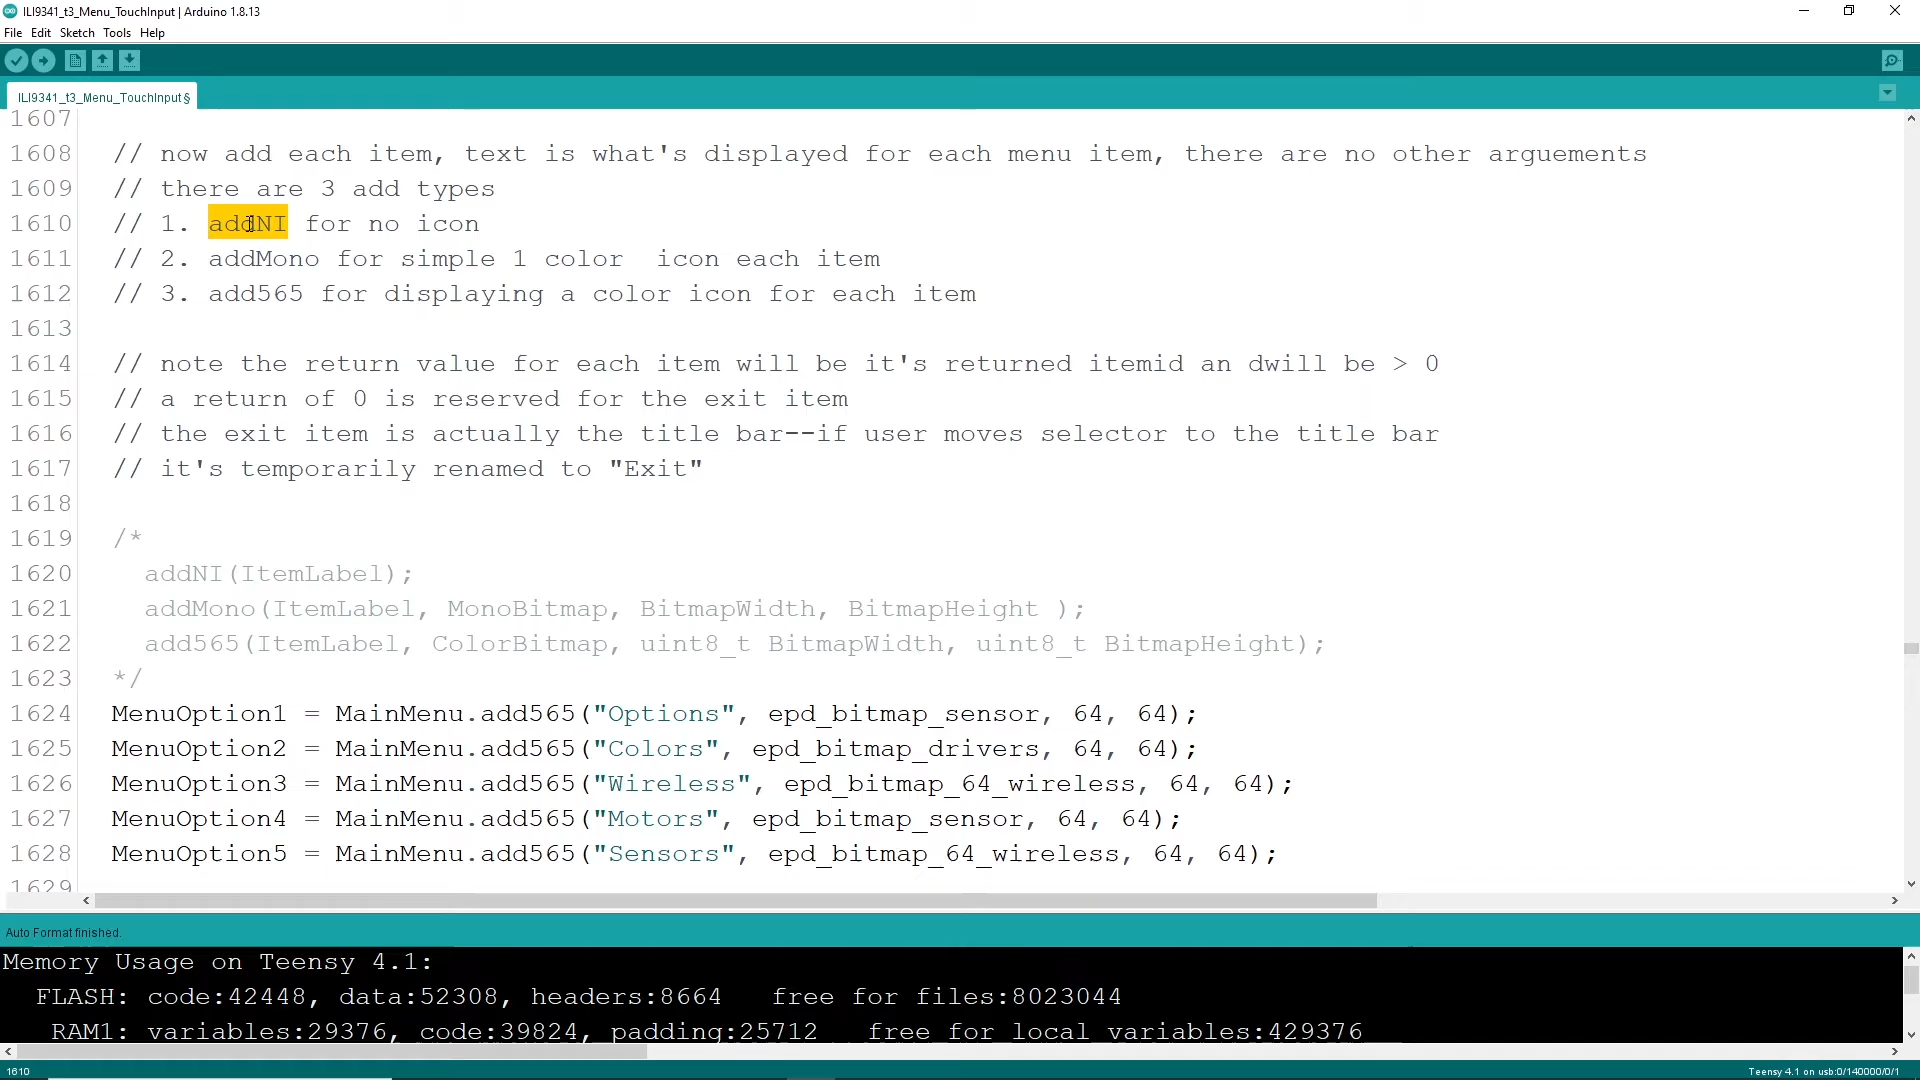 ILI9341_t3_Menu_TouchInput | Arduino 1.8.13
File Edit Sketch Tools Help
ILI9341_t3_Menu_TouchInput §
1607
1608 // now add each item, text is what's displayed for each menu item, there are no other arguements
1609 // there are 3 add types
1610 // 1. addNI for no icon
1611 // 2. addMono for simple 1 color  icon each item
1612 // 3. add565 for displaying a color icon for each item
1613
1614 // note the return value for each item will be it's returned itemid an dwill be > 0
1615 // a return of 0 is reserved for the exit item
1616 // the exit item is actually the title bar--if user moves selector to the title bar
1617 // it's temporarily renamed to "Exit"
1618
1619 /*
1620 addNI(ItemLabel);
1621 addMono(ItemLabel, MonoBitmap, BitmapWidth, BitmapHeight );
1622 add565(ItemLabel, ColorBitmap, uint8_t BitmapWidth, uint8_t BitmapHeight);
1623 */
1624 MenuOption1 = MainMenu.add565("Options", epd_bitmap_sensor, 64, 64);
1625 MenuOption2 = MainMenu.add565("Colors", epd_bitmap_drivers, 64, 64);
1626 MenuOption3 = MainMenu.add565("Wireless", epd_bitmap_64_wireless, 64, 64);
1627 MenuOption4 = MainMenu.add565("Motors", epd_bitmap_sensor, 64, 64);
1628 MenuOption5 = MainMenu.add565("Sensors", epd_bitmap_64_wireless, 64, 64);
1629
Auto Format finished.
Memory Usage on Teensy 4.1:
FLASH: code:42448, data:52308, headers:8664   free for files:8023044
RAM1: variables:29376, code:39824, padding:25712   free for local variables:429376
1610
Teensy 4.1 on usb:0/140000/0/1